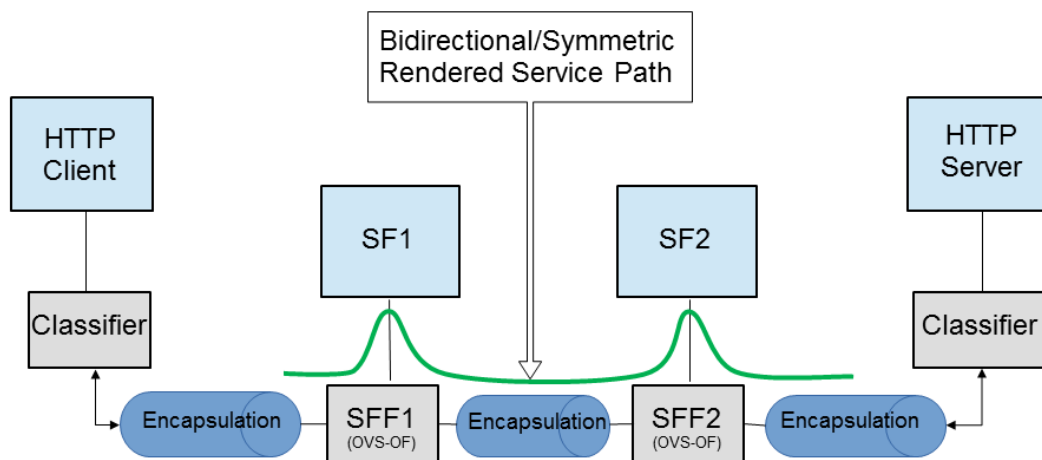 Bidirectional/Symmetric
Rendered Service Path
HTTP
Client
HTTP
Server
SF1
SF2
Classifier
Classifier
Encapsulation
SFF1
(OVS-OF)
Encapsulation
SFF2
(OVS-OF)
Encapsulation